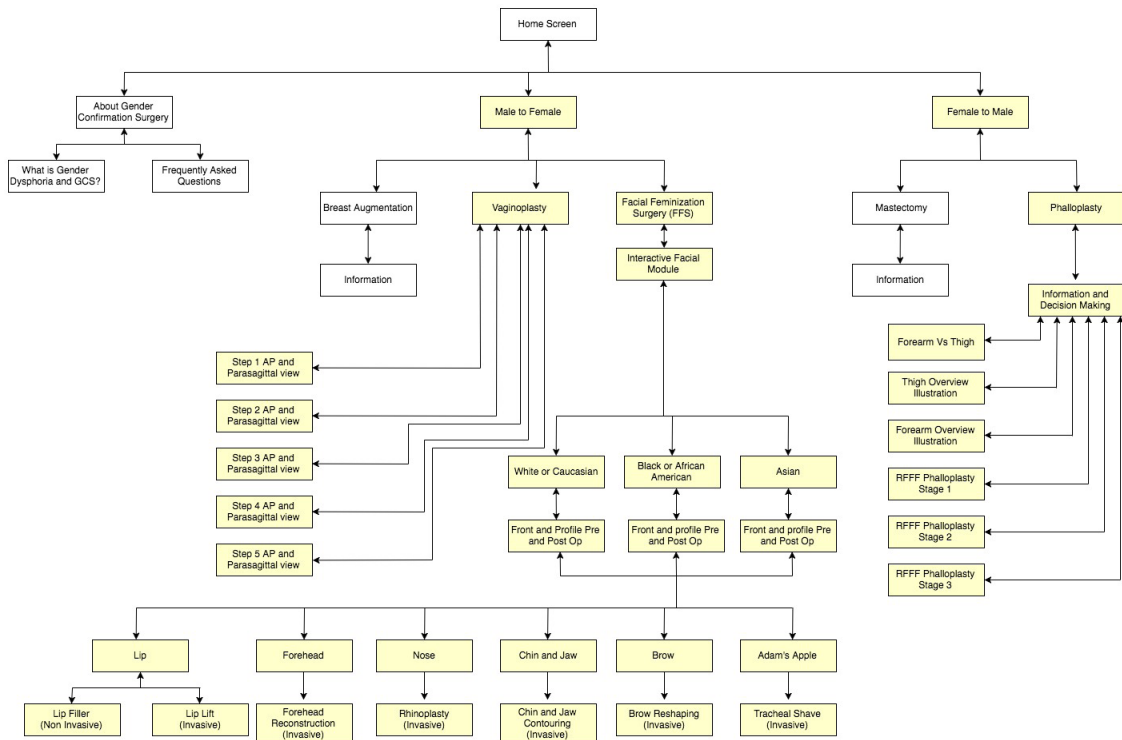 Home Screen
About Gender
Confirmation Surgery
Male to Female
Female to Male
What is Gender
Dysphoria and GCS?
Frequently Asked
Questions
Breast Augmentation
Vaginoplasty
Facial Feminization
Surgery (FFS)
Mastectomy
Phalloplasty
Information
Interactive Facial
Module
Information
Information and
Decision Making
Forearm Vs Thigh
Step 1 AP and
Parasagittal view
Thigh Overview
Illustration
Step 2 AP and
Parasagittal view
Forearm Overview
Illustration
Step 3 AP and
Parasagittal view
White or Caucasian
Black or African
American
Asian
RFFF Phalloplasty
Stage 1
Step 4 AP and
Parasagittal view
Front and Profile Pre
and Post Op
Front and profile Pre
and Post Op
Front and profile Pre
and Post Op
RFFF Phalloplasty
Stage 2
Step 5 AP and
Parasagittal view
RFFF Phalloplasty
Stage 3
Lip
Forehead
Nose
Chin and Jaw
Brow
Adam's Apple
Lip Filler
(Non Invasive)
Lip Lift
(Invasive)
Forehead
Reconstruction
(Invasive)
Rhinoplasty
(Invasive)
Chin and Jaw
Contouring
(Invasive)
Brow Reshaping
(Invasive)
Tracheal Shave
(Invasive)